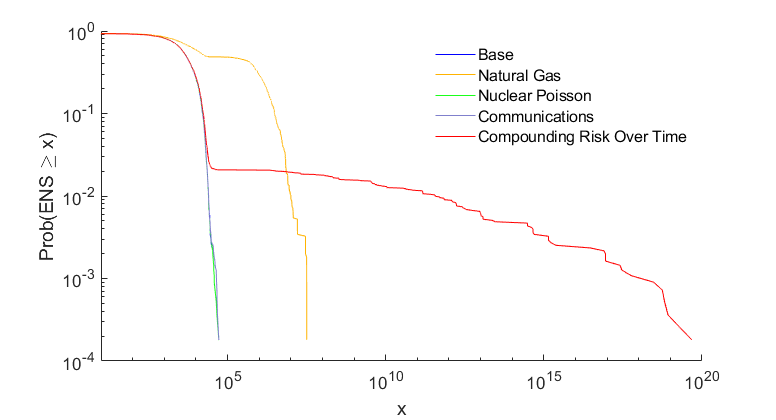 10^0
10^-1
10^-2
10^-3
10^-4
Prob(ENS ≥ x)
Base
Natural Gas
Nuclear Poisson
Communications
Compounding Risk Over Time
10^5
10^10
10^15
10^20
x